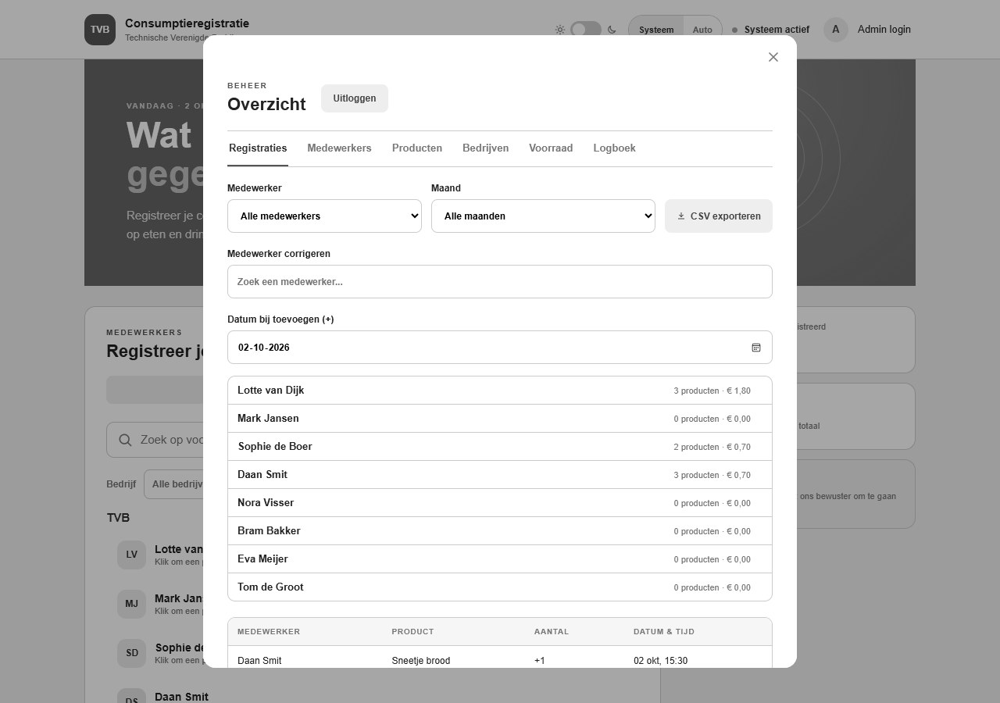 TVB
Consumptieregistratie
Technische Verenigde
Systeem Auto
Systeem actief
A
Admin login
BEHEER
Overzicht
Uitloggen
Registraties Medewerkers Producten Bedrijven Voorraad Logboek
Medewerker Maand
Alle medewerkers Alle maanden CSV exporteren
Medewerker corrigeren
Zoek een medewerker...
Datum bij toevoegen (+)
02-10-2026
Lotte van Dijk 3 producten · € 1,80
Mark Jansen 0 producten · € 0,00
Sophie de Boer 2 producten · € 0,70
Daan Smit 3 producten · € 0,70
Nora Visser 0 producten · € 0,00
Bram Bakker 0 producten · € 0,00
Eva Meijer 0 producten · € 0,00
Tom de Groot 0 producten · € 0,00
MEDEWERKER PRODUCT AANTAL DATUM & TIJD
Daan Smit Sneetje brood +1 02 okt, 15:30
VANDAAG · 2 O
Wat
gege
Registreer je c
op eten en drin
MEDEWERKERS
Registreer je
Zoek op voo
Bedrijf Alle bedrijv
TVB
LV Lotte van
Klik om een p
MJ Mark Jan
Klik om een p
SD Sophie de
Klik om een p
DS Daan Smit
istreerd
totaal
ons bewuster om te gaan